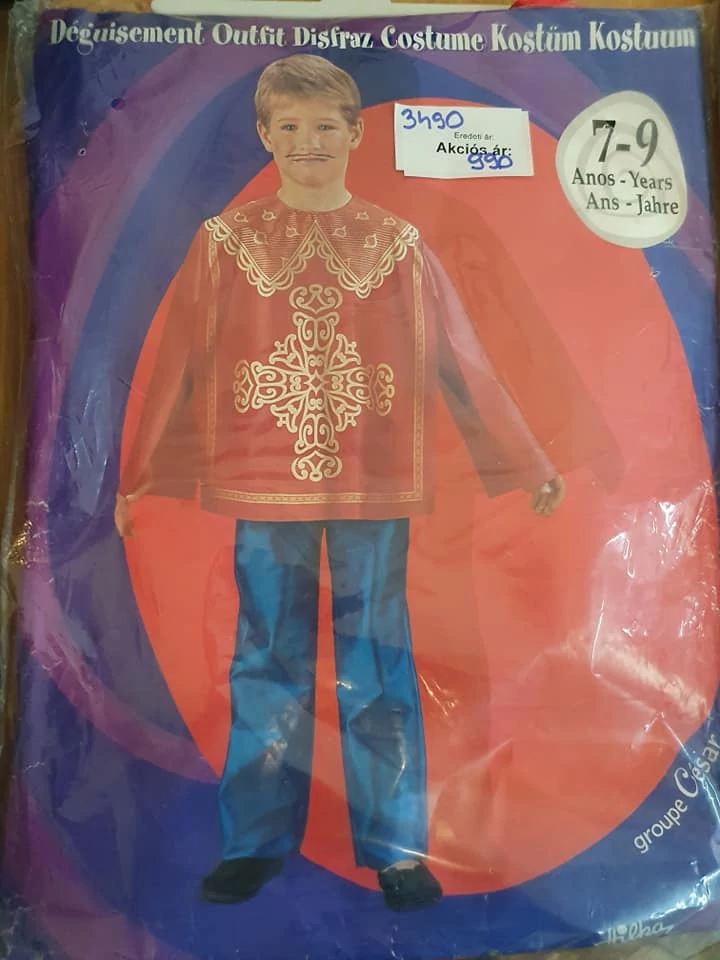 Déguisement Outfit Disfraz Costume Kostüm Kostuum
3490
Eredeti ár:
Akciós ár:
990
7-9
Anos - Years
Ans - Jahre
groupe César